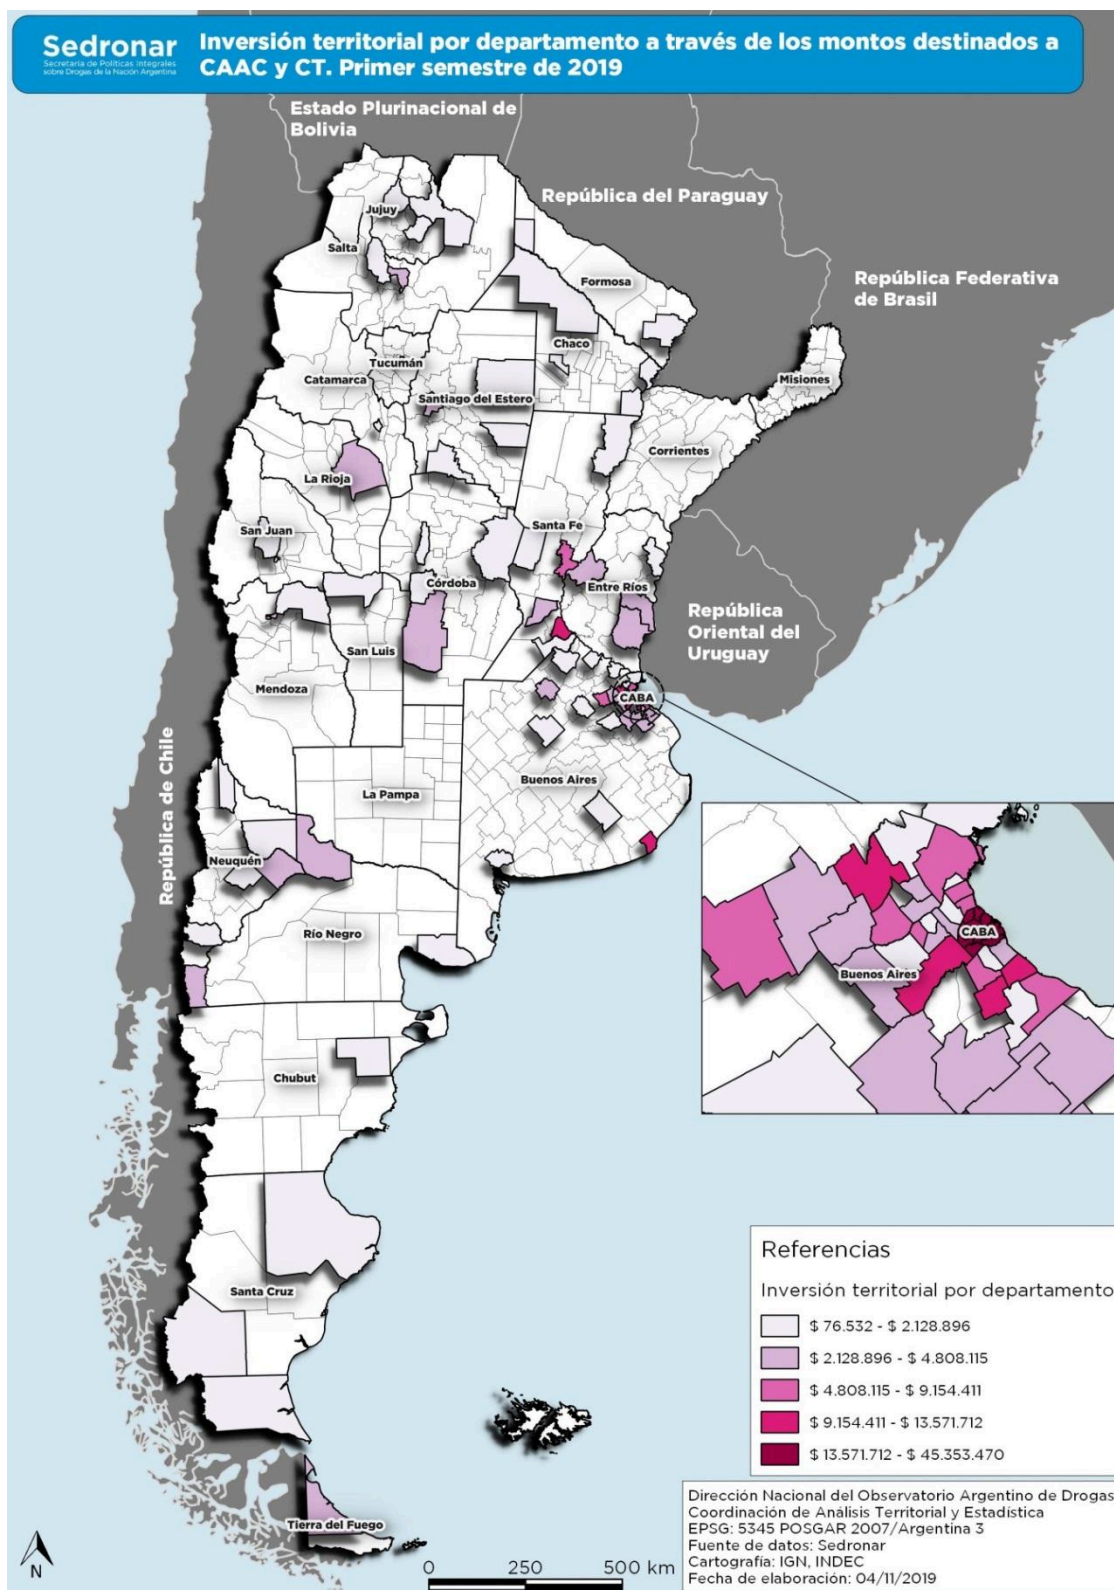 Sedronar
Secretaría de Políticas Integrales
sobre Drogas de la Nación Argentina
Inversión territorial por departamento a través de los montos destinados a
CAAC y CT. Primer semestre de 2019
Estado Plurinacional de
Bolivia
República del Paraguay
República Federativa
de Brasil
Jujuy
Salta
Formosa
Chaco
Tucumán
Catamarca
Santiago del Estero
Misiones
Corrientes
La Rioja
San Juan
Santa Fe
Córdoba
Entre Ríos
República
Oriental del
Uruguay
San Luis
Mendoza
CABA
República de Chile
Buenos Aires
La Pampa
Neuquén
Río Negro
CABA
Buenos Aires
Chubut
Santa Cruz
Tierra del Fuego
Referencias
Inversión territorial por departamento
$ 76.532 - $ 2.128.896
$ 2.128.896 - $ 4.808.115
$ 4.808.115 - $ 9.154.411
$ 9.154.411 - $ 13.571.712
$ 13.571.712 - $ 45.353.470
Dirección Nacional del Observatorio Argentino de Drogas
Coordinación de Análisis Territorial y Estadística
EPSG: 5345 POSGAR 2007/Argentina 3
Fuente de datos: Sedronar
Cartografía: IGN, INDEC
Fecha de elaboración: 04/11/2019
N
0 250 500 km